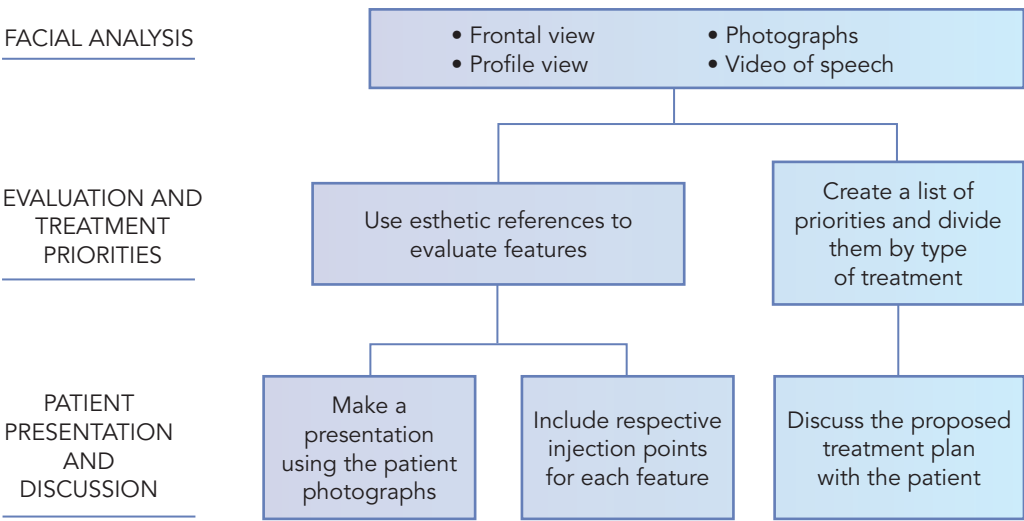 FACIAL ANALYSIS
• Frontal view
• Profile view
• Photographs
• Video of speech
EVALUATION AND
TREATMENT
PRIORITIES
Use esthetic references to
evaluate features
Create a list of
priorities and divide
them by type
of treatment
PATIENT
PRESENTATION
AND
DISCUSSION
Make a
presentation
using the patient
photographs
Include respective
injection points
for each feature
Discuss the proposed
treatment plan
with the patient